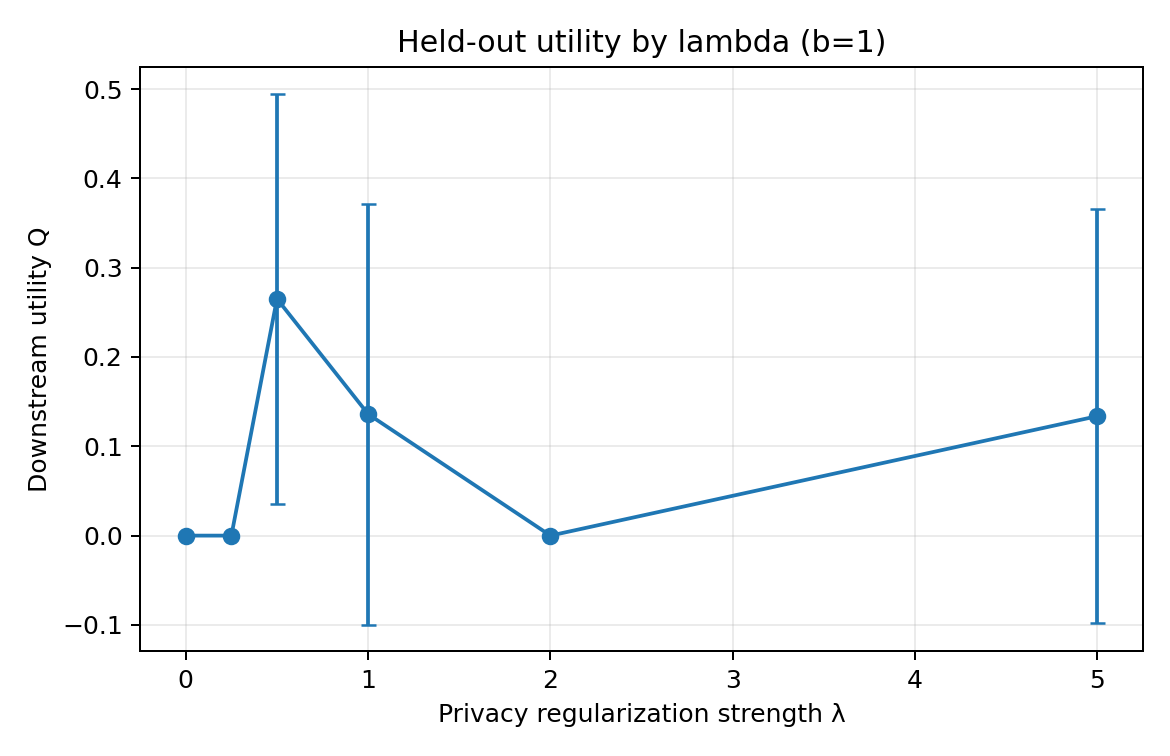 Held-out utility by lambda (b=1)
0.5
0.4
0.3
0.2
0.1
0.0
−0.1
Downstream utility Q
0 1 2 3 4 5
Privacy regularization strength λ